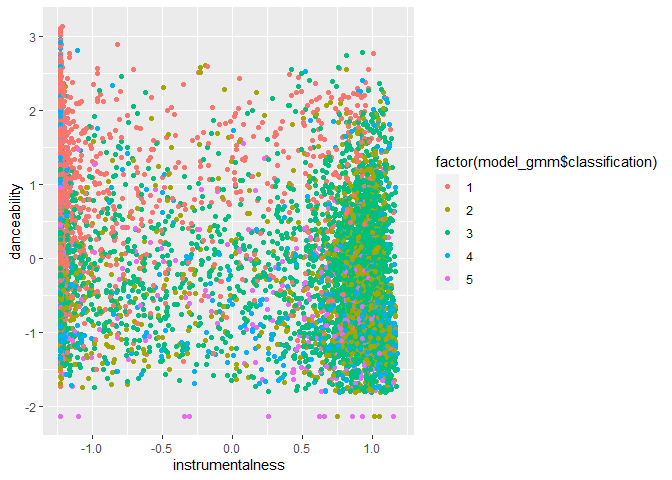 3
2
1
0
-1
-2
danceability
-1.0 -0.5 0.0 0.5 1.0
instrumentalness
factor(model_gmm$classification)
1
2
3
4
5